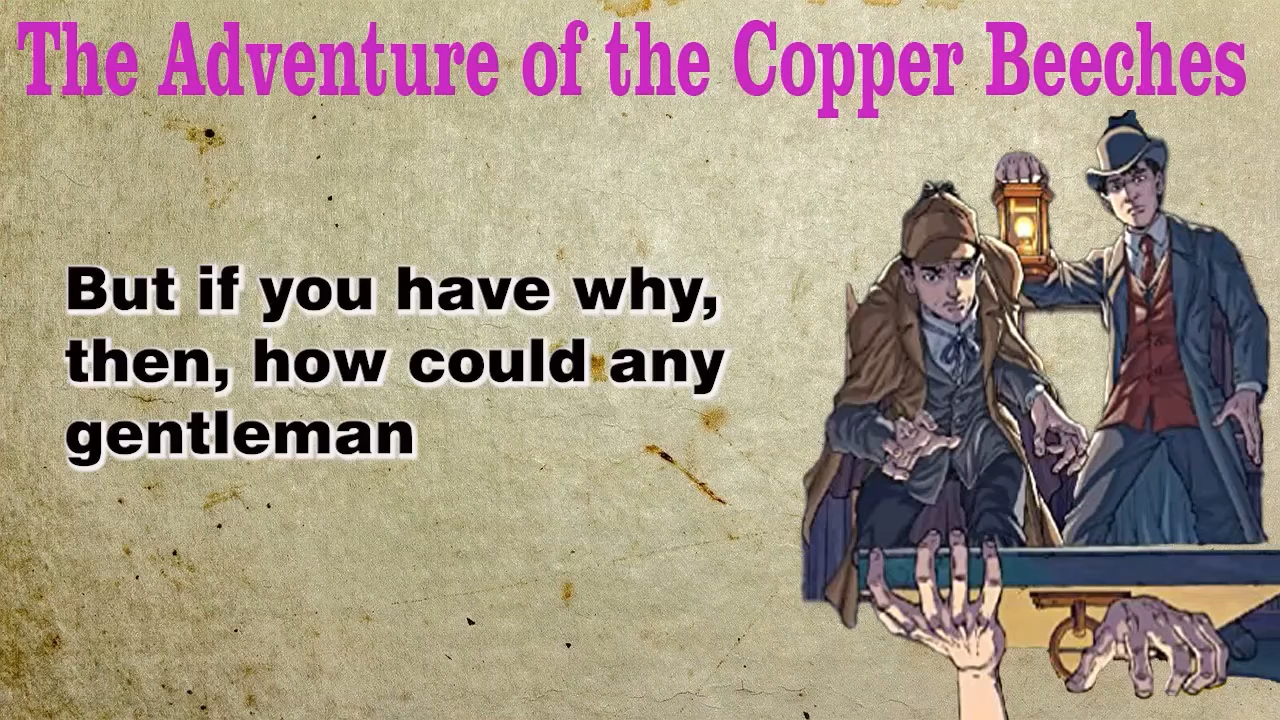 The Adventure of the Copper Beeches
But if you have why,
then, how could any
gentleman